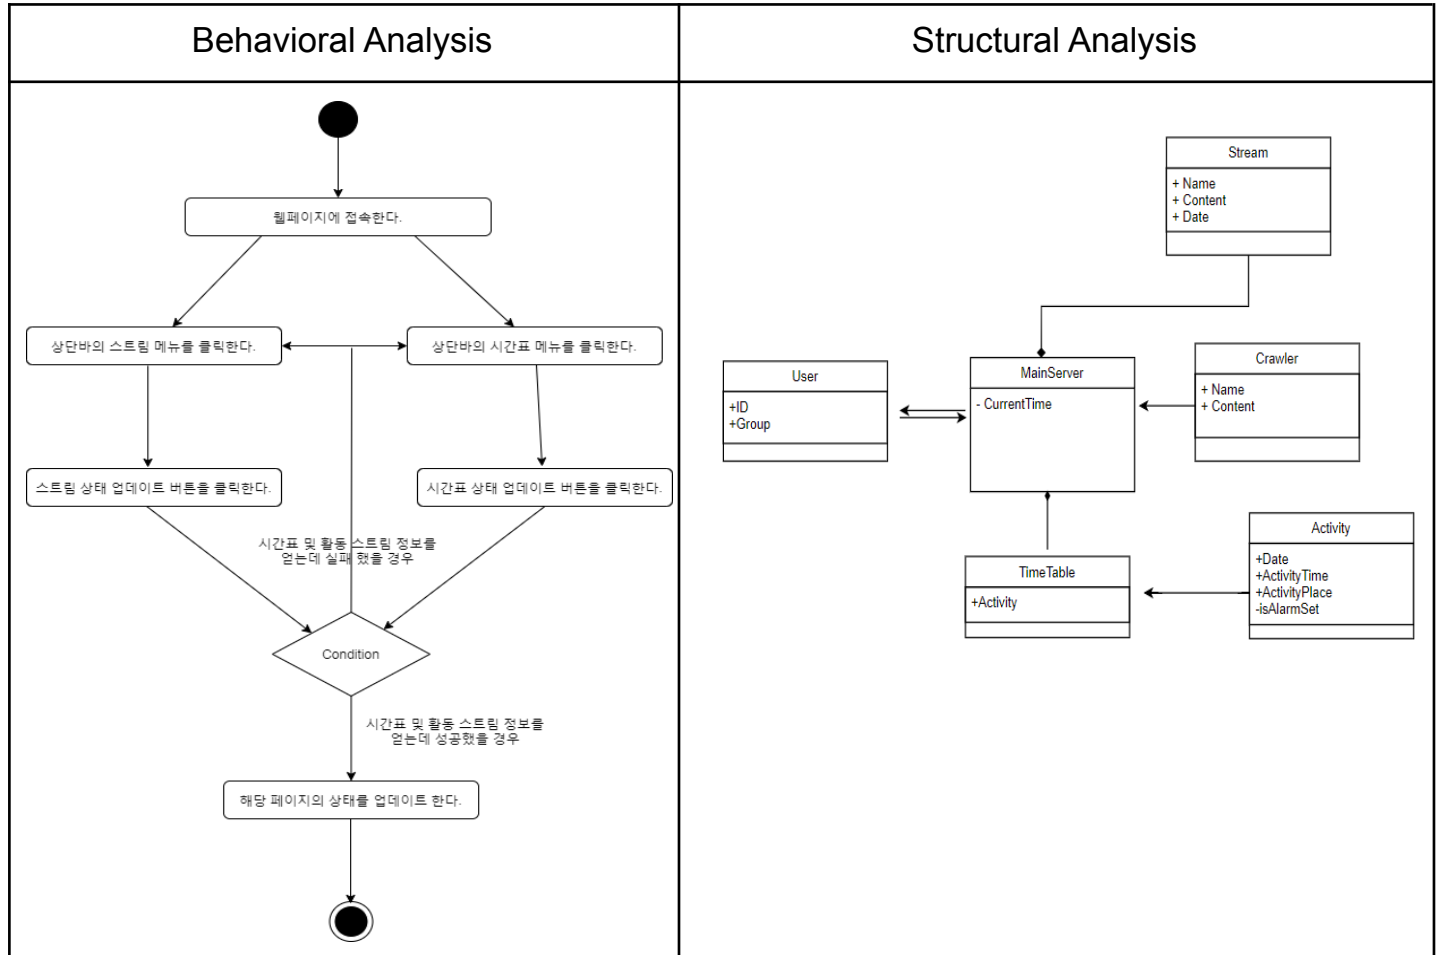 Behavioral Analysis
Structural Analysis
웹페이지에 접속한다.
상단바의 스트림 메뉴를 클릭한다.
상단바의 시간표 메뉴를 클릭한다.
스트림 상태 업데이트 버튼을 클릭한다.
시간표 상태 업데이트 버튼을 클릭한다.
시간표 및 활동 스트림 정보를
얻는데 실패 했을 경우
Condition
시간표 및 활동 스트림 정보를
얻는데 성공했을 경우
해당 페이지의 상태를 업데이트 한다.
Stream
+ Name
+ Content
+ Date
User
+ID
+Group
MainServer
- CurrentTime
Crawler
+ Name
+ Content
TimeTable
+Activity
Activity
+Date
+ActivityTime
+ActivityPlace
-isAlarmSet